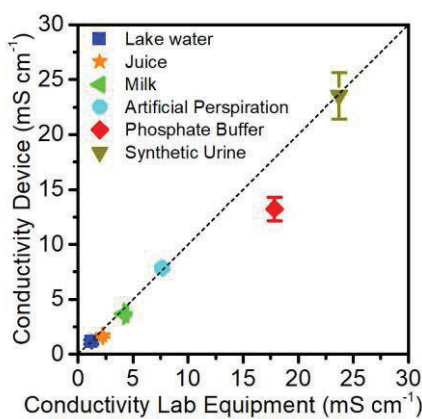 Conductivity Device (mS cm⁻¹)
30
25
20
15
10
5
0
Lake water
Juice
Milk
Artificial Perspiration
Phosphate Buffer
Synthetic Urine
0 5 10 15 20 25 30
Conductivity Lab Equipment (mS cm⁻¹)